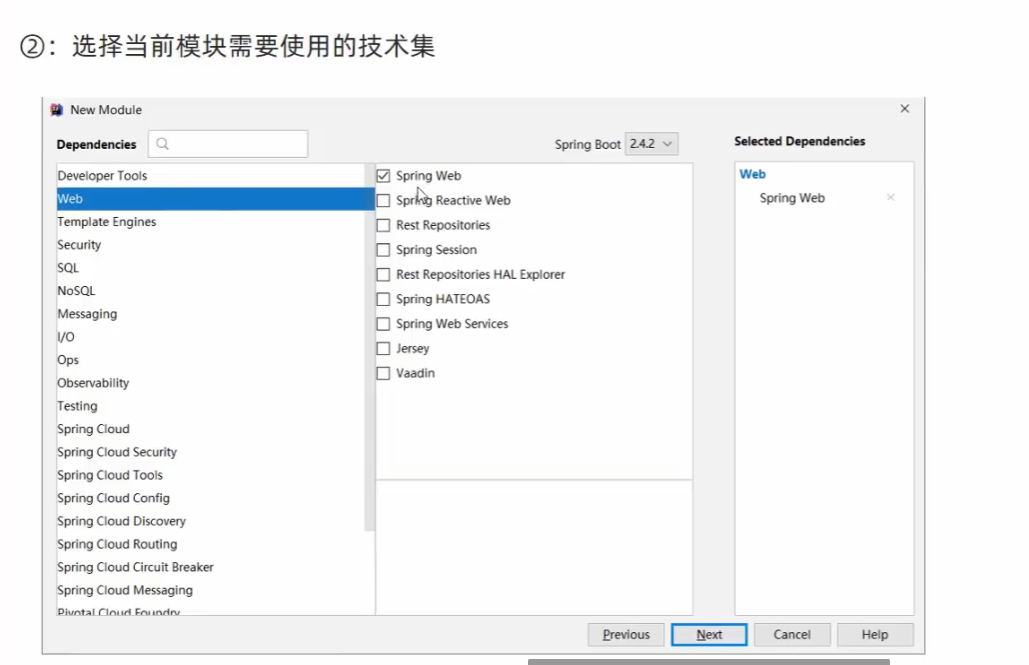 ②：选择当前模块需要使用的技术集
New Module
Dependencies
Spring Boot 2.4.2
Selected Dependencies
Developer Tools
Web
Template Engines
Security
SQL
NoSQL
Messaging
I/O
Ops
Observability
Testing
Spring Cloud
Spring Cloud Security
Spring Cloud Tools
Spring Cloud Config
Spring Cloud Discovery
Spring Cloud Routing
Spring Cloud Circuit Breaker
Spring Cloud Messaging
Pivotal Cloud Foundry
Spring Web
Spring Reactive Web
Rest Repositories
Spring Session
Rest Repositories HAL Explorer
Spring HATEOAS
Spring Web Services
Jersey
Vaadin
Web
Spring Web
Previous
Next
Cancel
Help